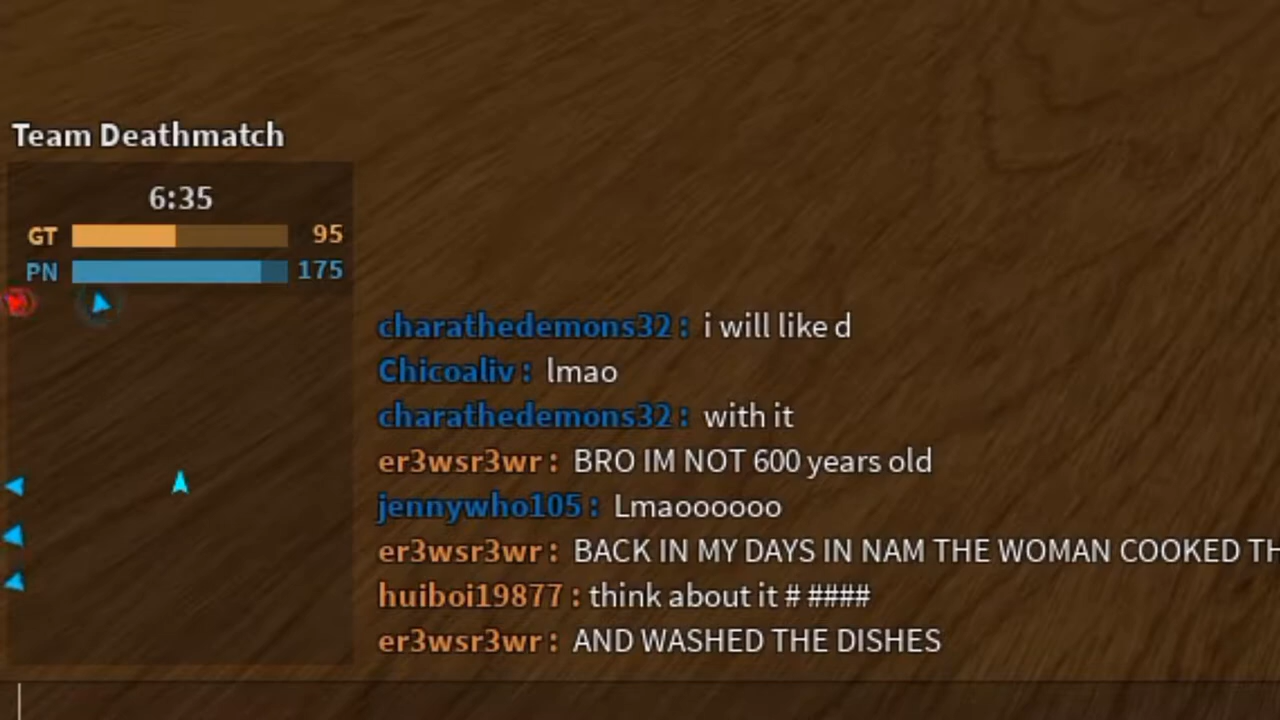 Team Deathmatch
6:35
GT 95
PN 175
charathedemons32 : i will like d
Chicoaliv : lmao
charathedemons32 : with it
er3wsr3wr : BRO IM NOT 600 years old
jennywho105 : Lmaoooooo
er3wsr3wr : BACK IN MY DAYS IN NAM THE WOMAN COOKED TH
huiboi19877 : think about it # ####
er3wsr3wr : AND WASHED THE DISHES